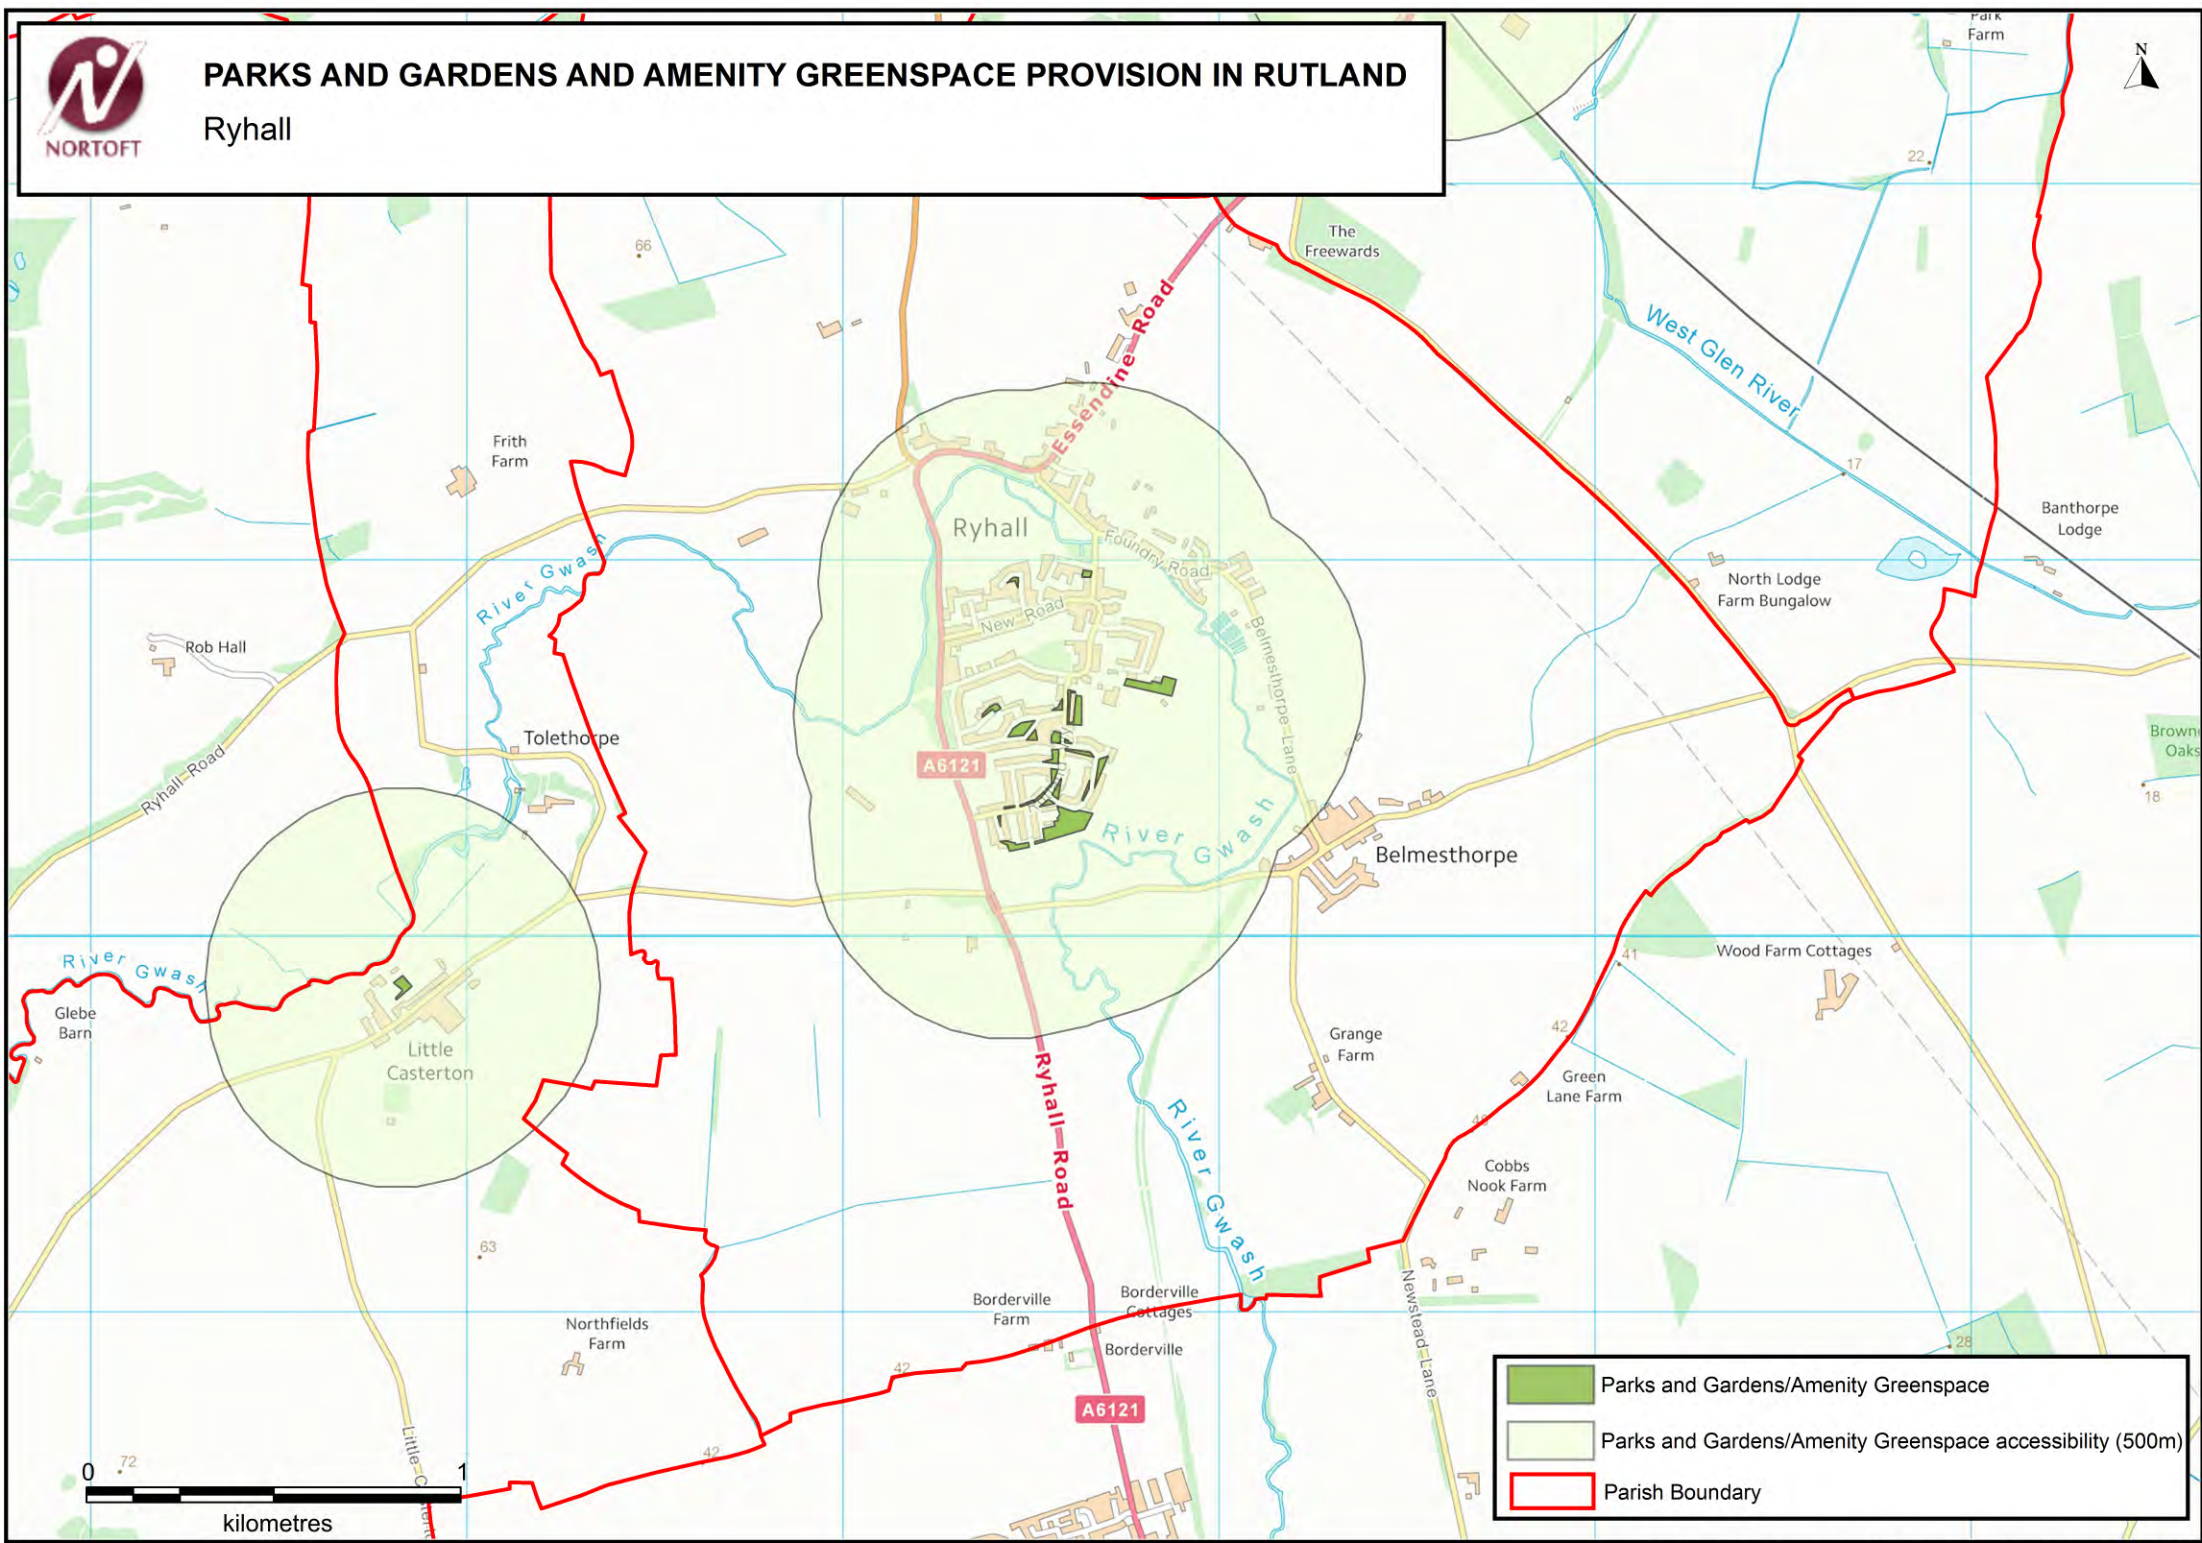 PARKS AND GARDENS AND AMENITY GREENSPACE PROVISION IN RUTLAND
Ryhall
NORTOFT
Park
Farm
N
22
The
Freewards
66
Essendine Road
West Glen River
Frith
Farm
17
Banthorpe
Lodge
Ryhall
Foundry Road
River Gwash
North Lodge
Farm Bungalow
New Road
Belmesthorpe Lane
Rob Hall
Tolethorpe
Ryhall Road
A6121
Brown
Oaks
18
River Gwash
Belmesthorpe
Wood Farm Cottages
41
River Gwash
Glebe
Barn
Little
Casterton
42
Grange
Farm
Green
Lane Farm
Ryhall Road
River Gwash
Cobbs
Nook Farm
63
Borderville
Farm
Borderville
Cottages
Northfields
Farm
Borderville
Newstead Lane
28
42
A6121
42
72
0
1
kilometres
Parks and Gardens/Amenity Greenspace
Parks and Gardens/Amenity Greenspace accessibility (500m)
Parish Boundary